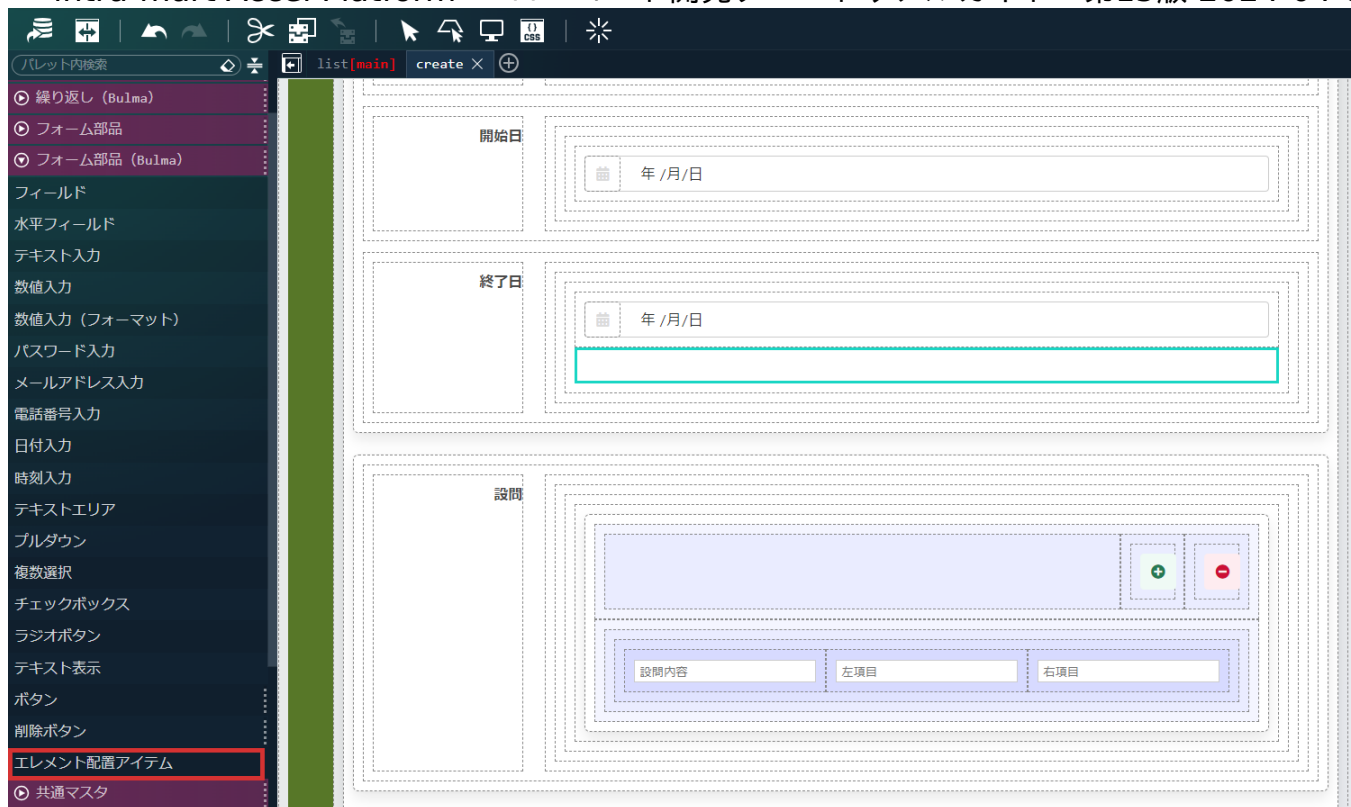 パレット内検索
list[main]
create
{}
CSS
繰り返し (Bulma)
フォーム部品
フォーム部品 (Bulma)
フィールド
水平フィールド
テキスト入力
数値入力
数値入力 (フォーマット)
パスワード入力
メールアドレス入力
電話番号入力
日付入力
時刻入力
テキストエリア
プルダウン
複数選択
チェックボックス
ラジオボタン
テキスト表示
ボタン
削除ボタン
エレメント配置アイテム
共通マスタ
開始日
年 /月/日
終了日
年 /月/日
設問
設問内容
左項目
右項目